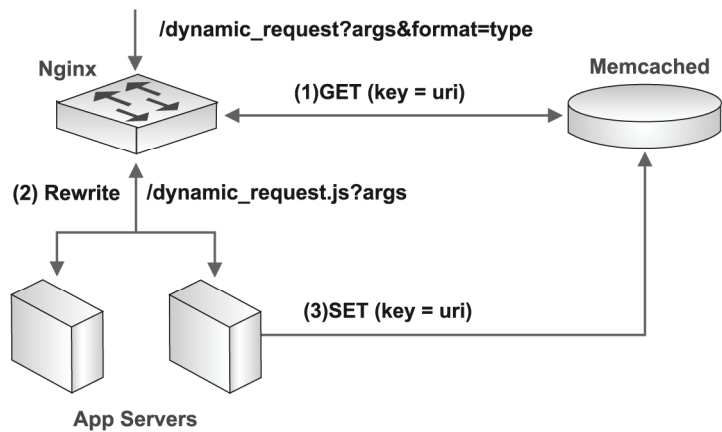 /dynamic_request?args&format=type
Nginx
Memcached
(1)GET (key = uri)
(2) Rewrite
/dynamic_request.js?args
(3)SET (key = uri)
App Servers